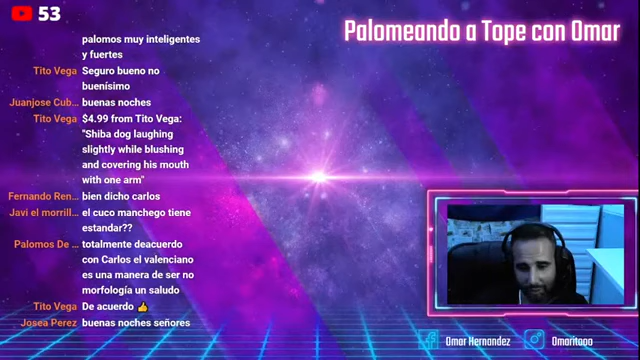 53
Palomeando a Tope con Omar
palomos muy inteligentes
y fuertes
Tito Vega Seguro bueno no
buenísimo
Juanjose Cub... buenas noches
Tito Vega $4.99 from Tito Vega:
"Shiba dog laughing
slightly while blushing
and covering his mouth
with one arm"
Fernando Ren... bien dicho carlos
Javi el morrill... el cuco manchego tiene
estandar??
Palomos De ... totalmente deacuerdo
con Carlos el valenciano
es una manera de ser no
morfología un saludo
Tito Vega De acuerdo 👍
Josea Perez buenas noches señores
Omar Hernandez Omaritooo